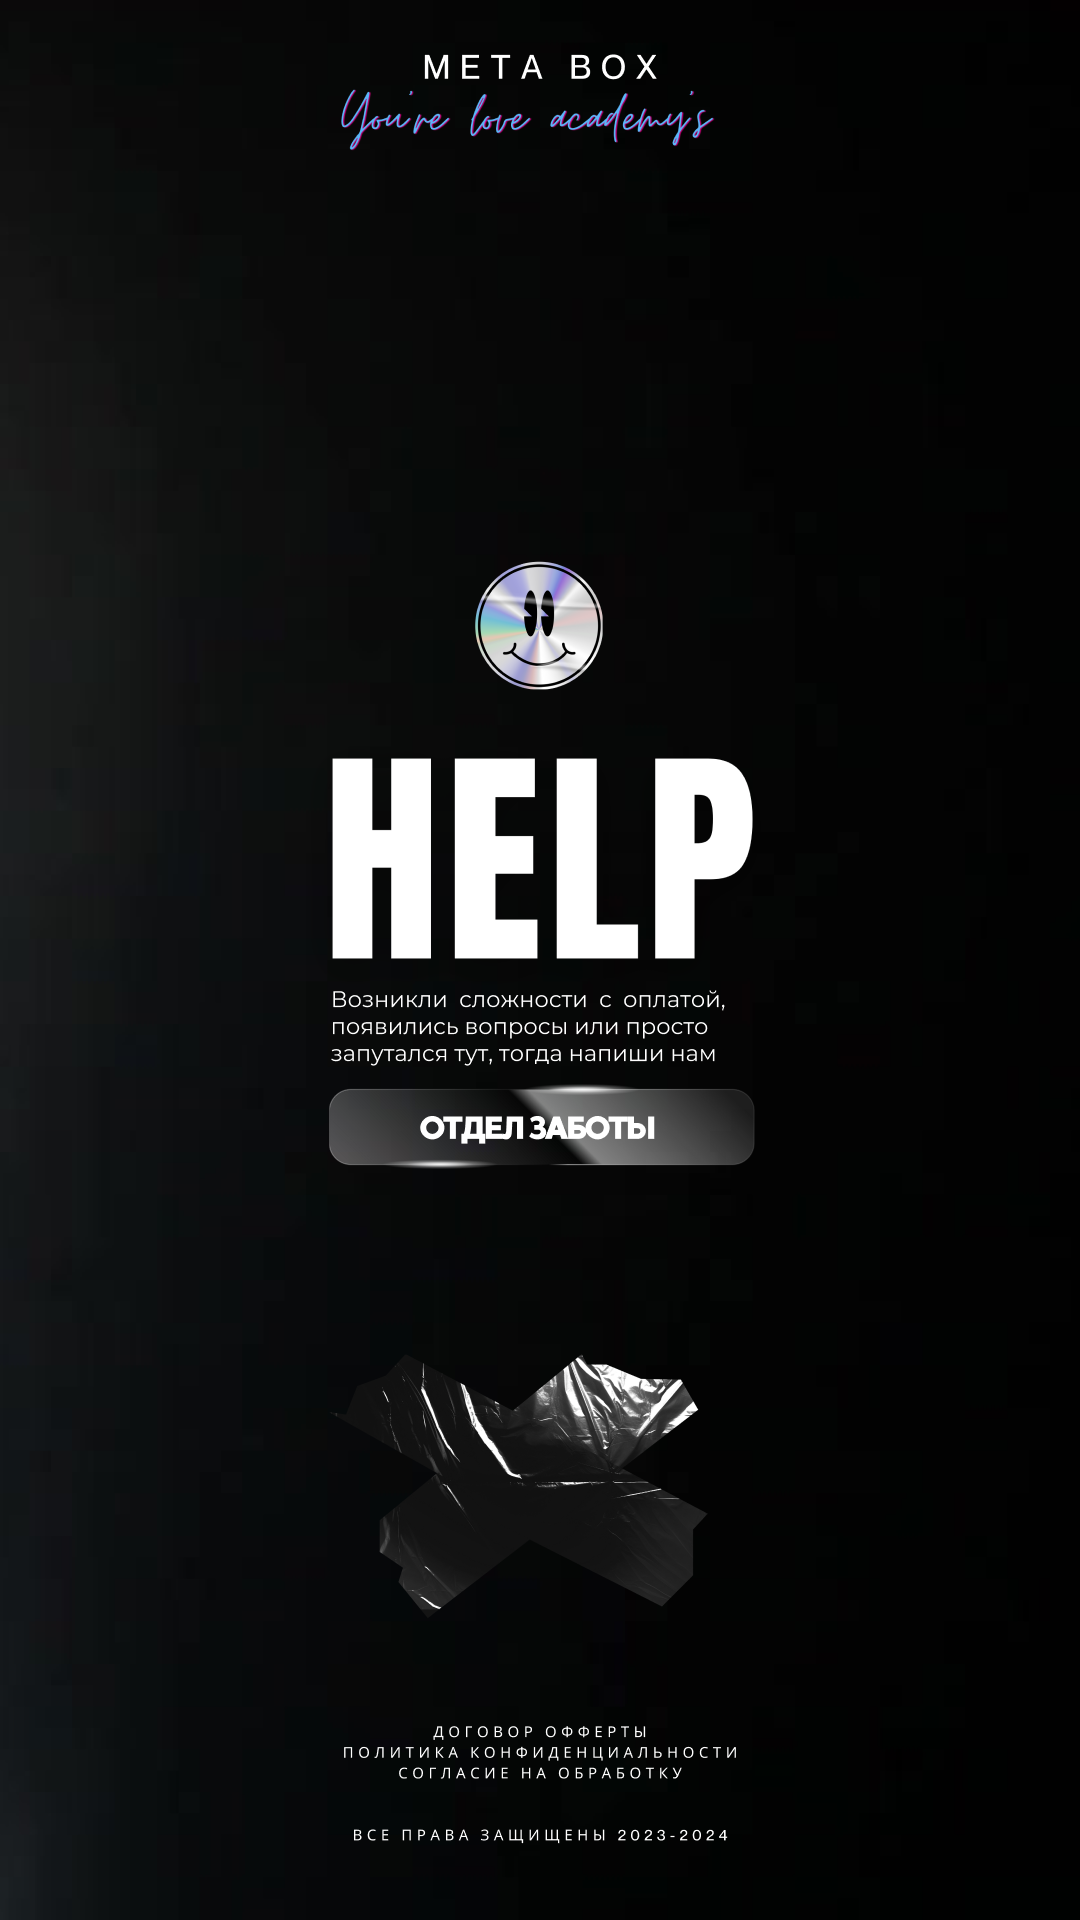 META BOX
You're love academy's
HELP
Возникли сложности с оплатой,
появились вопросы или просто
запутался тут, тогда напиши нам
ОТДЕЛ ЗАБОТЫ
ДОГОВОР ОФФЕРТЫ
ПОЛИТИКА КОНФИДЕНЦИАЛЬНОСТИ
СОГЛАСИЕ НА ОБРАБОТКУ
ВСЕ ПРАВА ЗАЩИЩЕНЫ 2023-2024